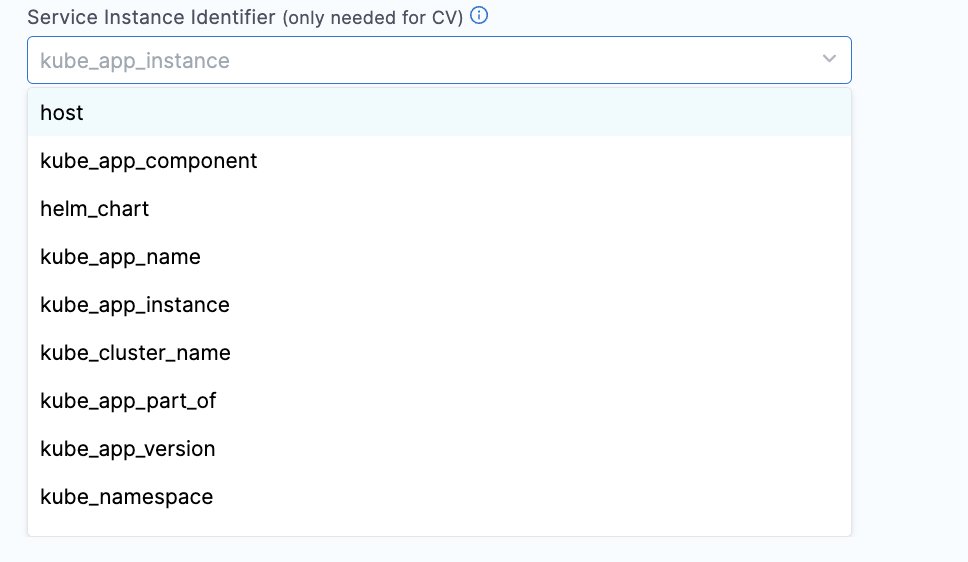 Service Instance Identifier (only needed for CV)
kube_app_instance
host
kube_app_component
helm_chart
kube_app_name
kube_app_instance
kube_cluster_name
kube_app_part_of
kube_app_version
kube_namespace